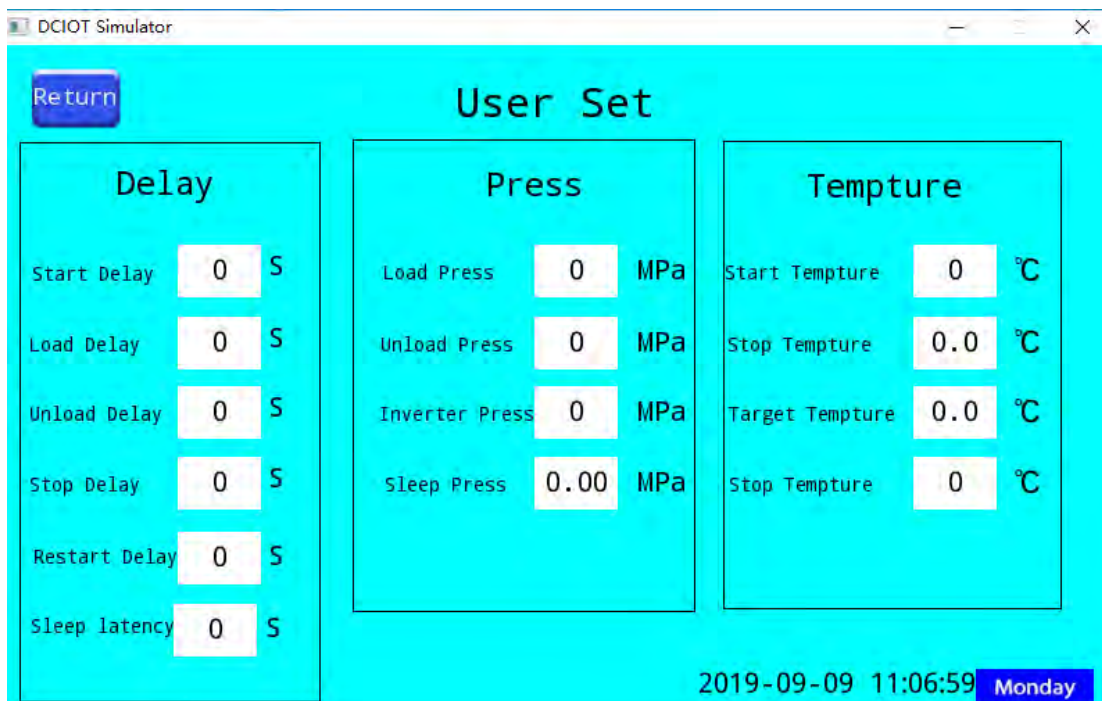 DCIOT Simulator
Return
User Set
Delay
Start Delay 0 S
Load Delay 0 S
Unload Delay 0 S
Stop Delay 0 S
Restart Delay 0 S
Sleep latency 0 S
Press
Load Press 0 MPa
Unload Press 0 MPa
Inverter Press 0 MPa
Sleep Press 0.00 MPa
Tempture
Start Tempture 0 ℃
Stop Tempture 0.0 ℃
Target Tempture 0.0 ℃
Stop Tempture 0 ℃
2019-09-09 11:06:59 Monday